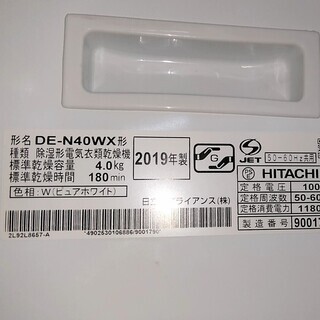 形名 DE-N40WX形
種類 除湿形電気衣類乾燥機
標準乾燥容量 4.0kg
標準乾燥時間 180min
2019年製
G
S JET
50-60Hz共用
PS E HITACHI
定格電圧 100
定格周波数 50-60
定格消費電力 1180
製造番号 90017
色相:W(ピュアホワイト)
日立アプライアンス(株)
2L92L8657-A